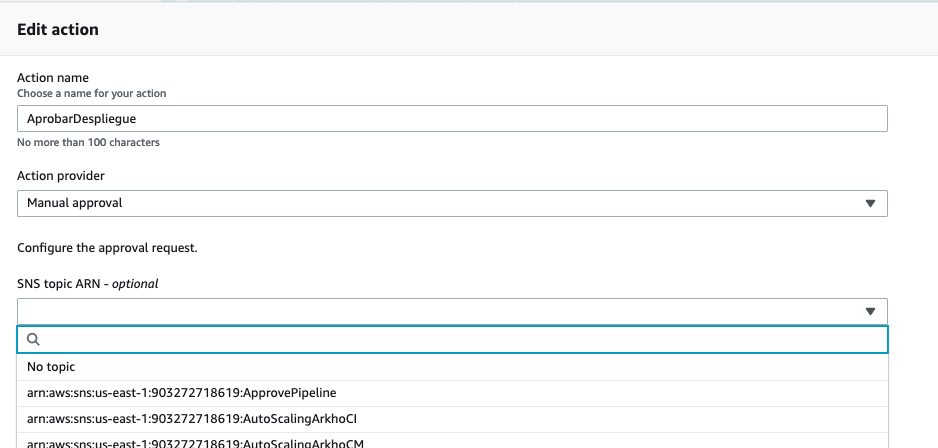 Edit action
Action name
Choose a name for your action
AprobarDespliegue
No more than 100 characters
Action provider
Manual approval
Configure the approval request.
SNS topic ARN - optional
No topic
arn:aws:sns:us-east-1:903272718619:ApprovePipeline
arn:aws:sns:us-east-1:903272718619:AutoScalingArkhoCI
arn:aws:sns:us-east-1:903272718619:AutoScalingArkhoCM